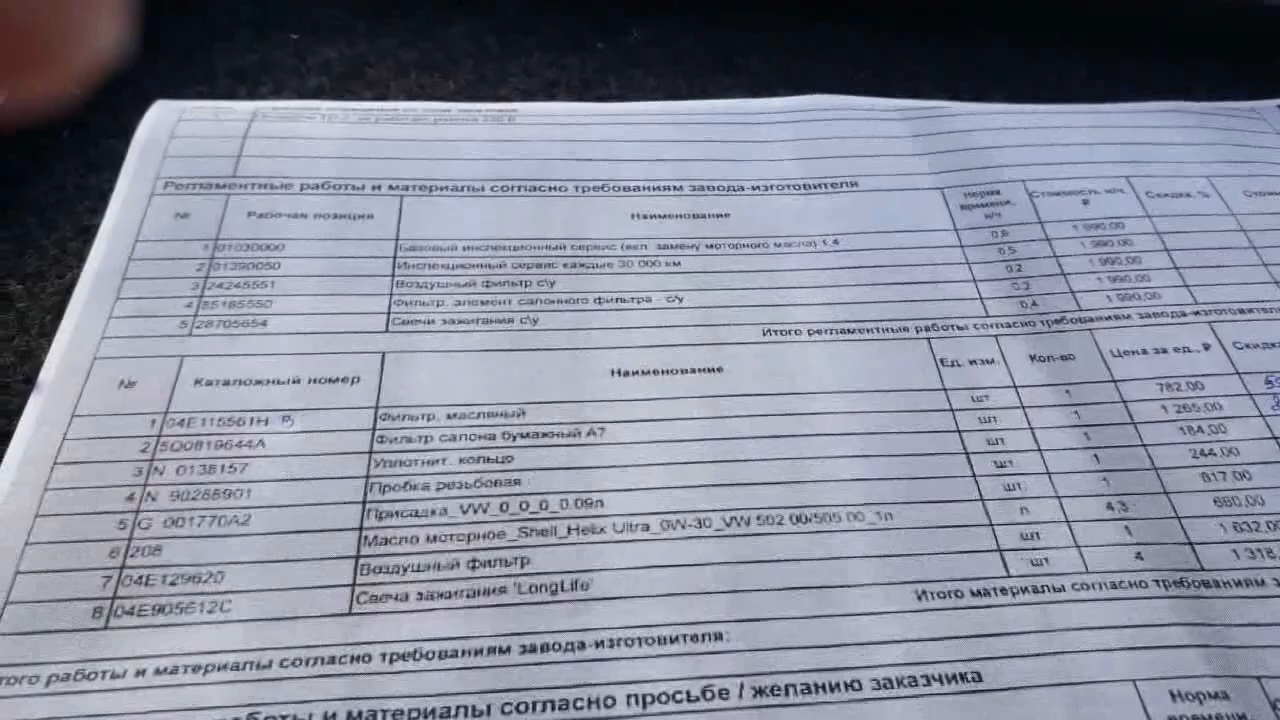 Регламентные работы и материалы согласно требованиям завода-изготовителя
№ Рабочая позиция Наименование Норма времени, н/ч Стоимость н/ч, ₽ Скидка, %
1 01030000 Базовый инспекционный сервис (вкл. замену моторного масла) 1,4 0,6 1 990,00
2 01390050 Инспекционный сервис каждые 30 000 км 0,5 1 990,00
3 24245551 Воздушный фильтр с\у 0,2 1 990,00
4 85185550 Фильтр. элемент салонного фильтра - с/у 0,2 1 990,00
5 28705654 Свечи зажигания с\у 0,4 1 990,00
Итого регламентные работы согласно требованиям завода-изготовителя
№ Каталожный номер Наименование Ед. изм. Кол-во Цена за ед., ₽
1 04E115561H Фильтр, масляный шт 1 782,00
2 5Q0819644A Фильтр салона бумажный A7 шт 1 1 265,00
3 N 0138157 Уплотнит. кольцо шт 1 184,00
4 N 90288901 Пробка резьбовая шт 1 244,00
5 G 001770A2 Присадка_VW_0_0_0_0.09л шт 1 617,00
6 208 Масло моторное_Shell_Helix Ultra_0W-30_VW 502 00/505 00_1л л 4,3 680,00
7 04E129620 Воздушный фильтр шт 1 1 632,00
8 04E905612C Свеча зажигания 'LongLife' шт 4 1 318,
Итого материалы согласно требованиям
того работы и материалы согласно требованиям завода-изготовителя:
и материалы согласно просьбе / желанию заказчика
Норма времени,